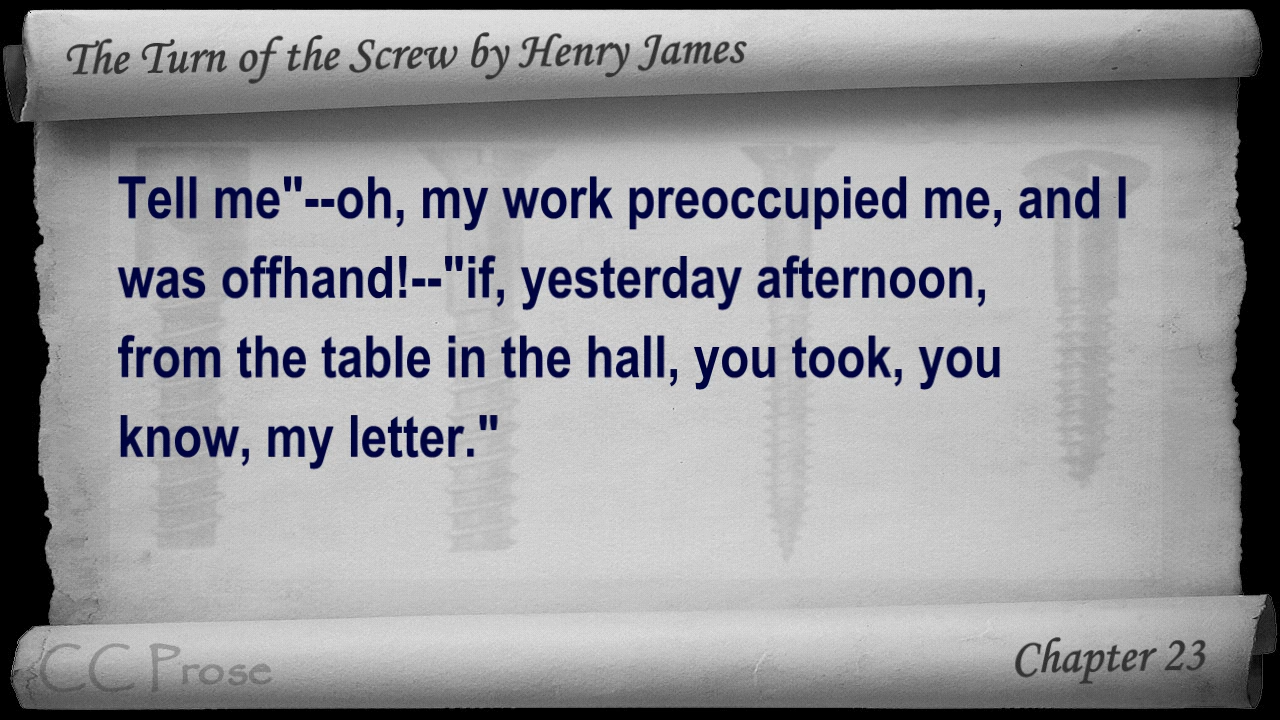 The Turn of the Screw by Henry James
Tell me"--oh, my work preoccupied me, and I
was offhand!--"if, yesterday afternoon,
from the table in the hall, you took, you
know, my letter."
CC Prose
Chapter 23